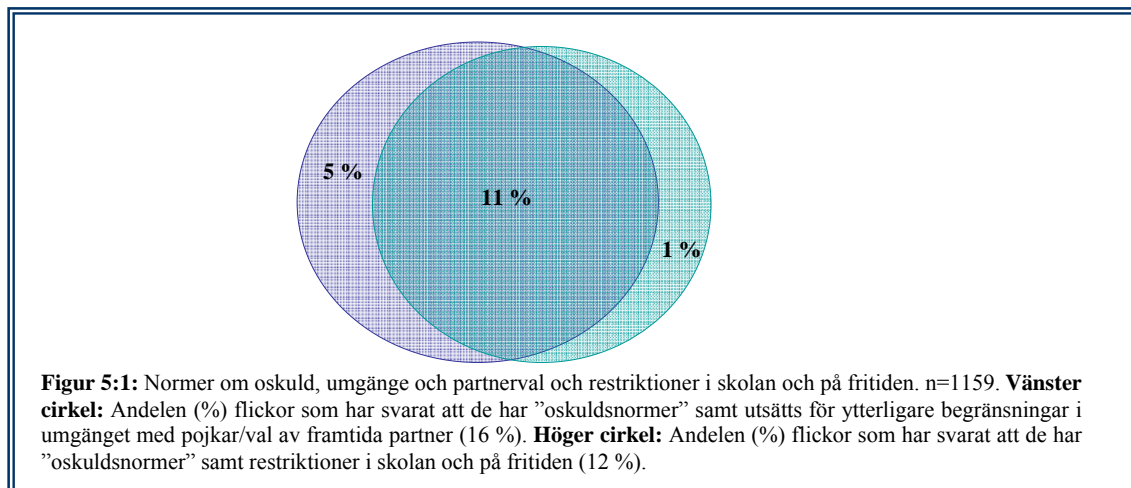 5 %
11 %
1 %
Figur 5:1: Normer om oskuld, umgänge och partnerval och restriktioner i skolan och på fritiden. n=1159. Vänster
cirkel: Andelen (%) flickor som har svarat att de har ”oskuldsnormer” samt utsätts för ytterligare begränsningar i
umgänget med pojkar/val av framtida partner (16 %). Höger cirkel: Andelen (%) flickor som har svarat att de har
”oskuldsnormer” samt restriktioner i skolan och på fritiden (12 %).